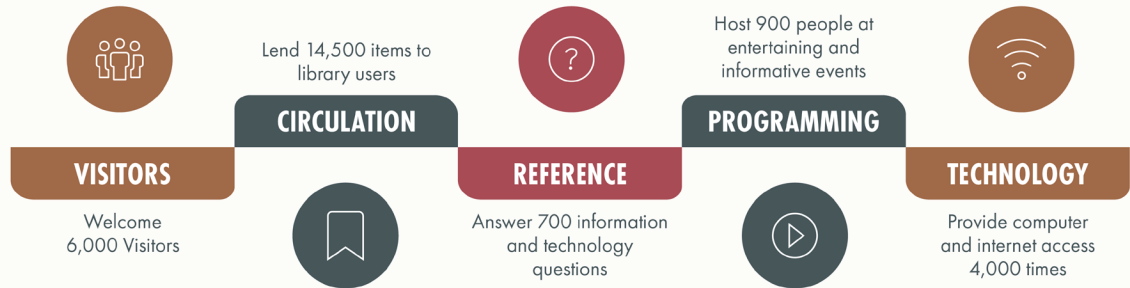 VISITORS
Welcome
6,000 Visitors
Lend 14,500 items to
library users
CIRCULATION
?
REFERENCE
Answer 700 information
and technology
questions
Host 900 people at
entertaining and
informative events
PROGRAMMING
TECHNOLOGY
Provide computer
and internet access
4,000 times